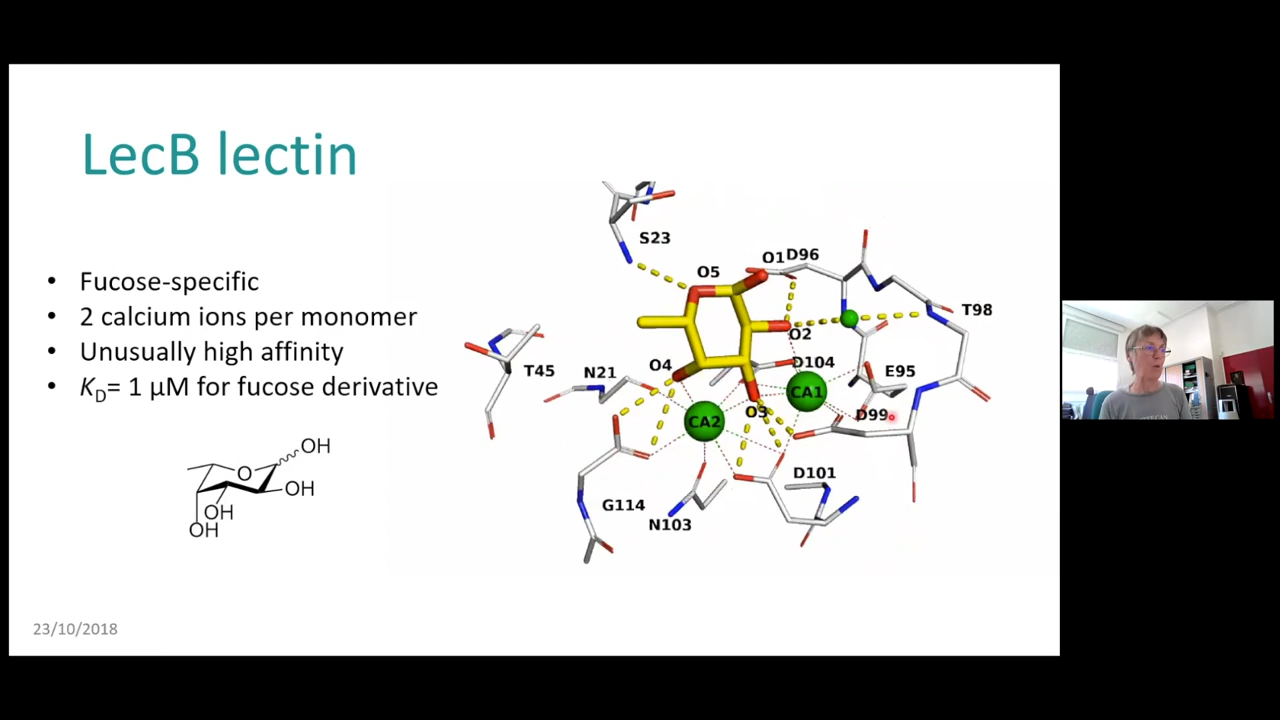 LecB lectin
• Fucose-specific
• 2 calcium ions per monomer
• Unusually high affinity
• KD= 1 µM for fucose derivative
OH
O
OH
OH
OH
S23
O5
O1
D96
T98
O2
O4
D104
T45
N21
E95
CA1
O3
D99
CA2
D101
G114
N103
23/10/2018